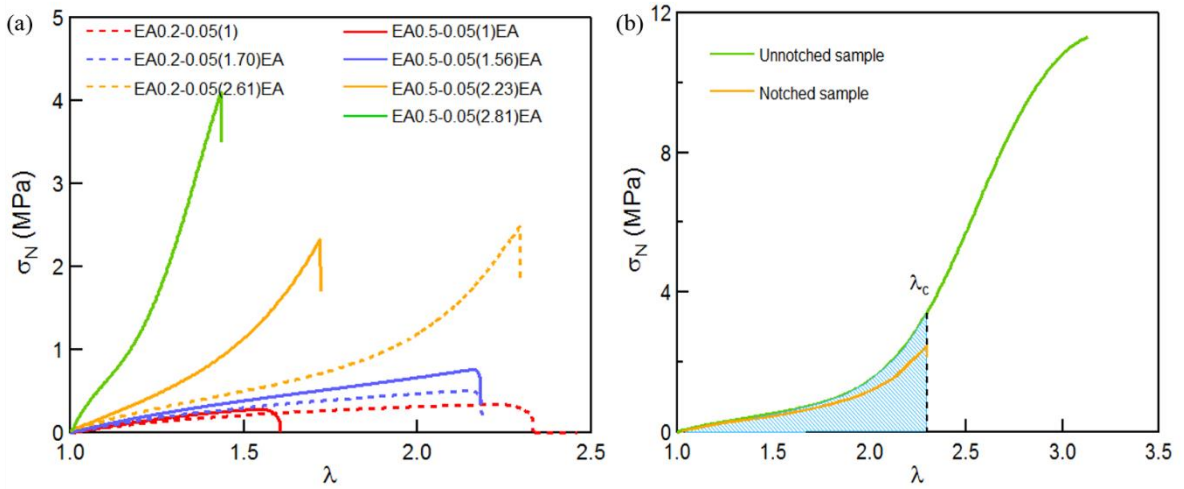 (a)
5
4
3
2
1
0
σN (MPa)
EA0.2-0.05(1)
EA0.2-0.05(1.70)EA
EA0.2-0.05(2.61)EA
EA0.5-0.05(1)EA
EA0.5-0.05(1.56)EA
EA0.5-0.05(2.23)EA
EA0.5-0.05(2.81)EA
1.0 1.5 2.0 2.5
λ
(b)
12
8
4
0
σN (MPa)
Unnotched sample
Notched sample
λc
1.0 1.5 2.0 2.5 3.0 3.5
λ